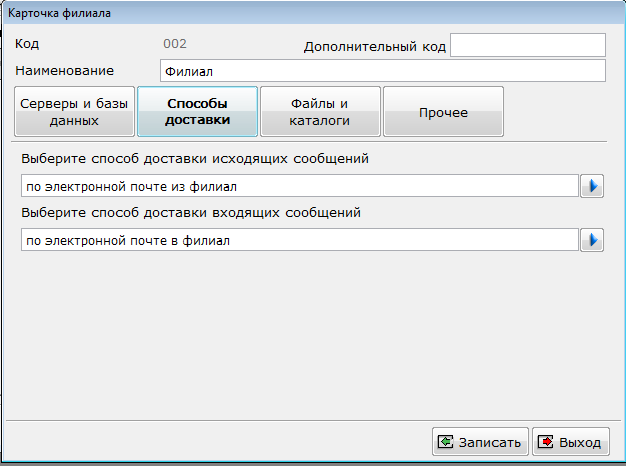 Карточка филиала
Код 002 Дополнительный код
Наименование Филиал
Серверы и базы данных
Способы доставки
Файлы и каталоги
Прочее
Выберите способ доставки исходящих сообщений
по электронной почте из филиал
Выберите способ доставки входящих сообщений
по электронной почте в филиал
Записать Выход